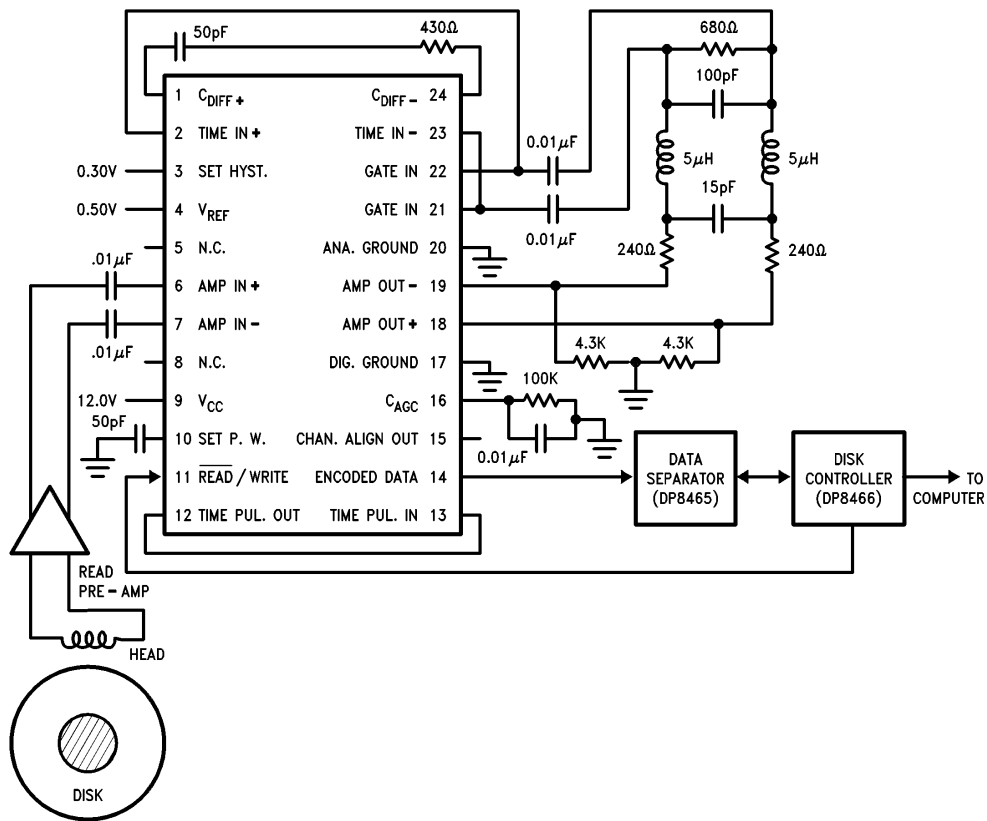 50pF
430Ω
680Ω
100pF
1 CDIFF+
CDIFF− 24
2 TIME IN+
TIME IN− 23
0.01μF
5μH
5μH
0.30V
3 SET HYST.
GATE IN 22
15pF
0.50V
4 VREF
GATE IN 21
0.01μF
5 N.C.
ANA. GROUND 20
240Ω
240Ω
.01μF
6 AMP IN+
AMP OUT− 19
7 AMP IN−
AMP OUT+ 18
.01μF
4.3K
4.3K
8 N.C.
DIG. GROUND 17
100K
12.0V
9 VCC
CAGC 16
50pF
10 SET P. W.
CHAN. ALIGN OUT 15
0.01μF
11 READ/WRITE
ENCODED DATA 14
DATA
SEPARATOR
(DP8465)
DISK
CONTROLLER
(DP8466)
TO
COMPUTER
12 TIME PUL. OUT
TIME PUL. IN 13
READ
PRE-AMP
HEAD
DISK